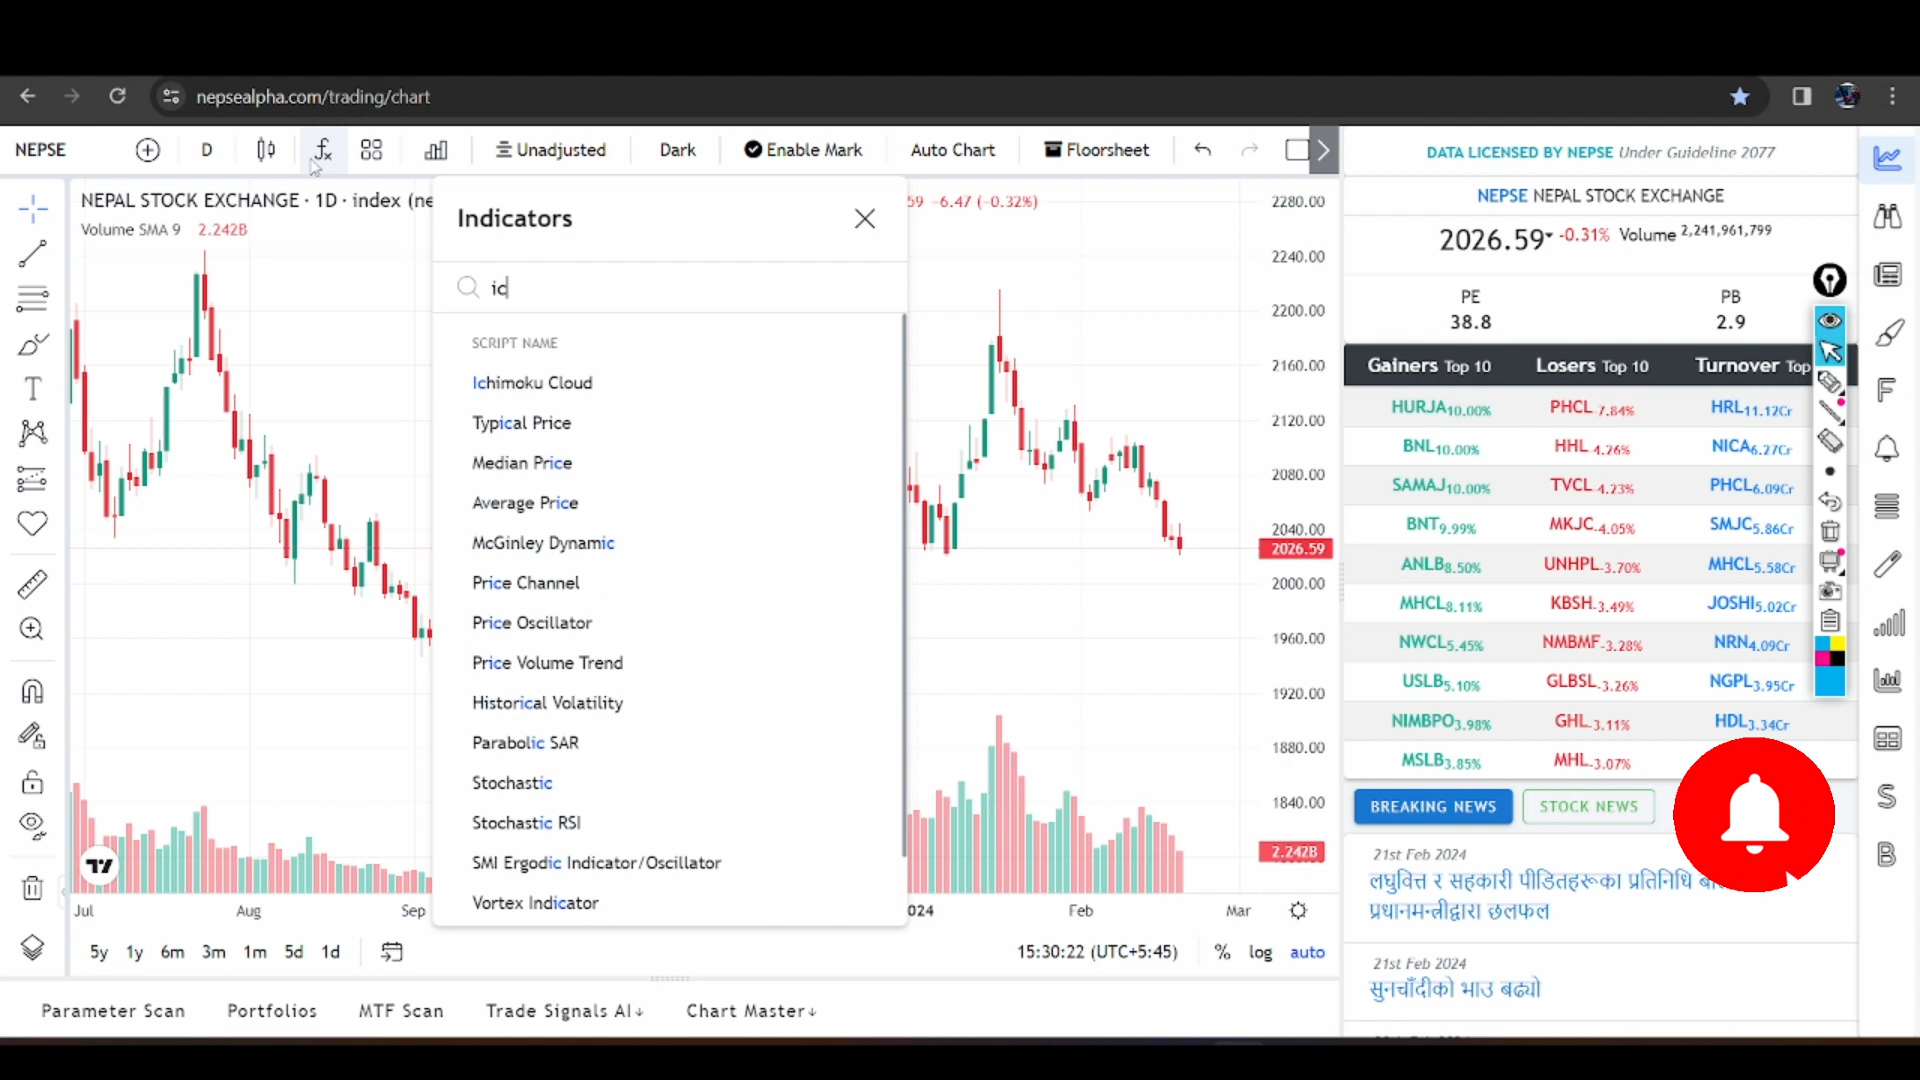 nepsealpha.com/trading/chart
NEPSE
D
Unadjusted
Dark
Enable Mark
Auto Chart
Floorsheet
NEPAL STOCK EXCHANGE · 1D · index (ne
59 -6.47 (-0.32%)
Volume SMA 9 2.242B
Indicators
ic
SCRIPT NAME
Ichimoku Cloud
Typical Price
Median Price
Average Price
McGinley Dynamic
Price Channel
Price Oscillator
Price Volume Trend
Historical Volatility
Parabolic SAR
Stochastic
Stochastic RSI
SMI Ergodic Indicator/Oscillator
Vortex Indicator
2280.00
2240.00
2200.00
2160.00
2120.00
2080.00
2040.00
2026.59
2000.00
1960.00
1920.00
1880.00
1840.00
2.242B
Jul Aug Sep 024 Feb Mar
5y 1y 6m 3m 1m 5d 1d
15:30:22 (UTC+5:45) % log auto
Parameter Scan Portfolios MTF Scan Trade Signals AI↓ Chart Master↓
DATA LICENSED BY NEPSE Under Guideline 2077
NEPSE NEPAL STOCK EXCHANGE
2026.59 -0.31% Volume 2,241,961,799
PE PB
38.8 2.9
Gainers Top 10 Losers Top 10 Turnover Top
HURJA10.00% PHCL-7.84% HRL11.12Cr
BNL10.00% HHL-4.26% NICA6.27Cr
SAMAJ10.00% TVCL-4.23% PHCL6.09Cr
BNT9.99% MKJC-4.05% SMJC5.86Cr
ANLB8.50% UNHPL-3.70% MHCL5.58Cr
MHCL8.11% KBSH-3.49% JOSHI5.02Cr
NWCL5.45% NMBMF-3.28% NRN4.09Cr
USLB5.10% GLBSL-3.26% NGPL3.95Cr
NIMBPO3.98% GHL-3.11% HDL3.34Cr
MSLB3.85% MHL-3.07%
BREAKING NEWS STOCK NEWS
21st Feb 2024
लघुवित्त र सहकारी पीडितहरूका प्रतिनिधि
प्रधानमन्त्रीद्वारा छलफल
21st Feb 2024
सुनचाँदीको भाउ बढ्यो
F
S
B